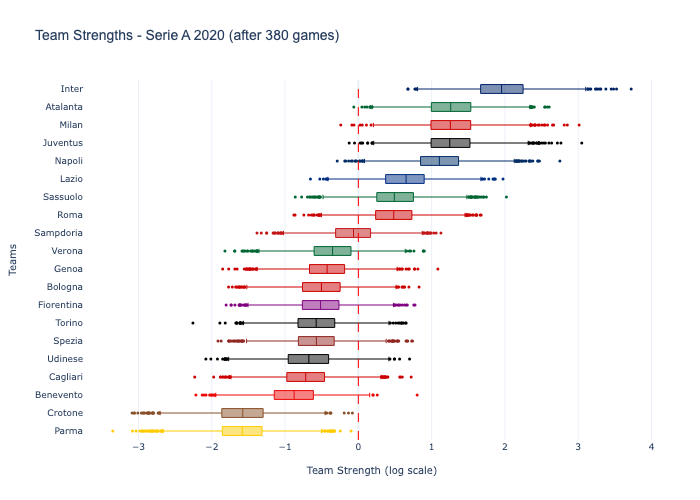 Team Strengths - Serie A 2020 (after 380 games)
Inter
Atalanta
Milan
Juventus
Napoli
Lazio
Sassuolo
Roma
Sampdoria
Verona
Genoa
Bologna
Fiorentina
Torino
Spezia
Udinese
Cagliari
Benevento
Crotone
Parma
Teams
−3 −2 −1 0 1 2 3 4
Team Strength (log scale)